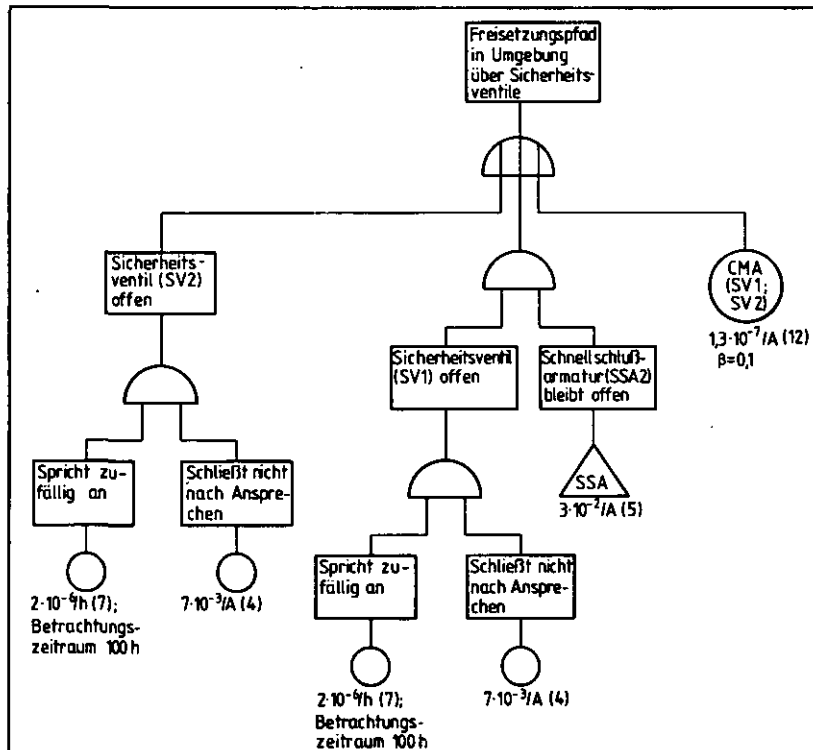 Freisetzungspfad
in Umgebung
über Sicherheits-
ventile
Sicherheits-
ventil (SV2)
offen
CMA
(SV1;
SV2)
1,3·10⁻⁷/A (12)
β=0,1
Sicherheitsventil
(SV1) offen
Schnellschluß-
armatur(SSA2)
bleibt offen
Spricht zu-
fällig an
Schließt nicht
nach Anspre-
chen
SSA
3·10⁻²/A (5)
2·10⁻⁶/h (7);
Betrachtungs-
zeitraum 100h
7·10⁻³/A (4)
Spricht zu-
fällig an
Schließt nicht
nach Anspre-
chen
2·10⁻⁶/h (7);
Betrachtungs-
zeitraum 100h
7·10⁻³/A (4)